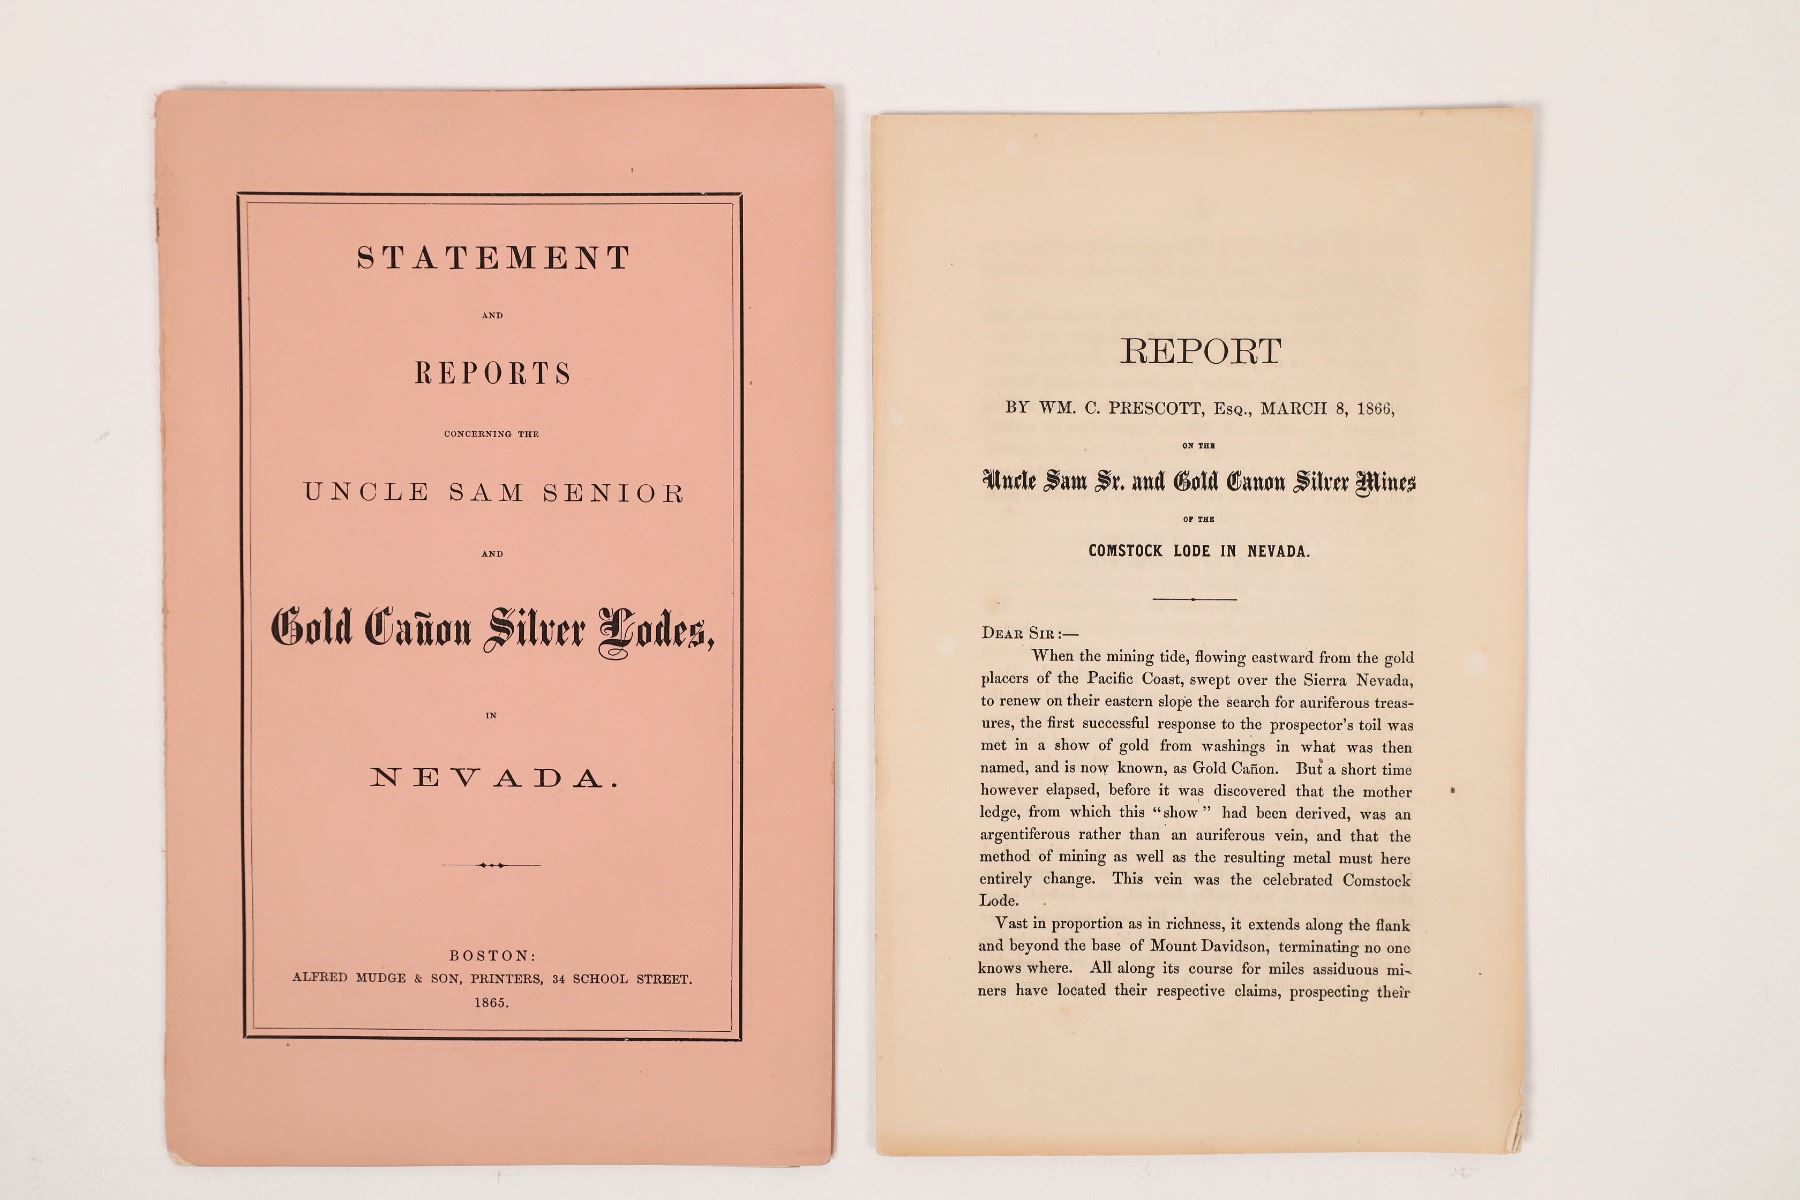 STATEMENT
AND
REPORTS
CONCERNING THE
UNCLE SAM SENIOR
AND
Gold Cañon Silver Lodes,
IN
NEVADA.
BOSTON:
ALFRED MUDGE & SON, PRINTERS, 34 SCHOOL STREET.
1865.
REPORT
BY WM. C. PRESCOTT, Esq., MARCH 8, 1866,
ON THE
Uncle Sam Sr. and Gold Canon Silver Mines
OF THE
COMSTOCK LODE IN NEVADA.
Dear Sir:—
When the mining tide, flowing eastward from the gold
placers of the Pacific Coast, swept over the Sierra Nevada,
to renew on their eastern slope the search for auriferous treas-
ures, the first successful response to the prospector's toil was
met in a show of gold from washings in what was then
named, and is now known, as Gold Cañon. But a short time
however elapsed, before it was discovered that the mother
ledge, from which this "show" had been derived, was an
argentiferous rather than an auriferous vein, and that the
method of mining as well as the resulting metal must here
entirely change. This vein was the celebrated Comstock
Lode.
Vast in proportion as in richness, it extends along the flank
and beyond the base of Mount Davidson, terminating no one
knows where. All along its course for miles assiduous mi-
ners have located their respective claims, prospecting their